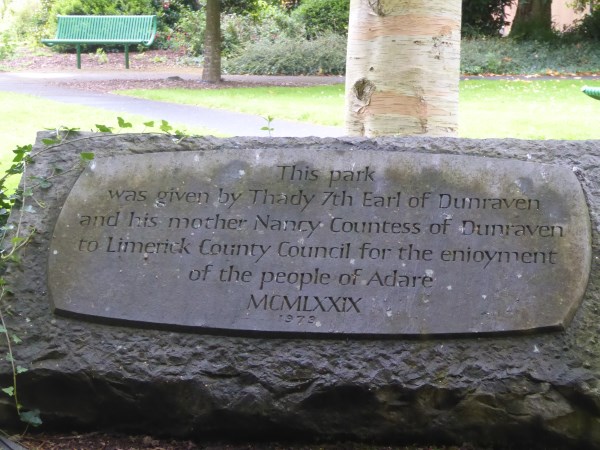 This park
was given by Thady 7th Earl of Dunraven
and his mother Nancy Countess of Dunraven
to Limerick County Council for the enjoyment
of the people of Adare
MCMLXXIX
1979